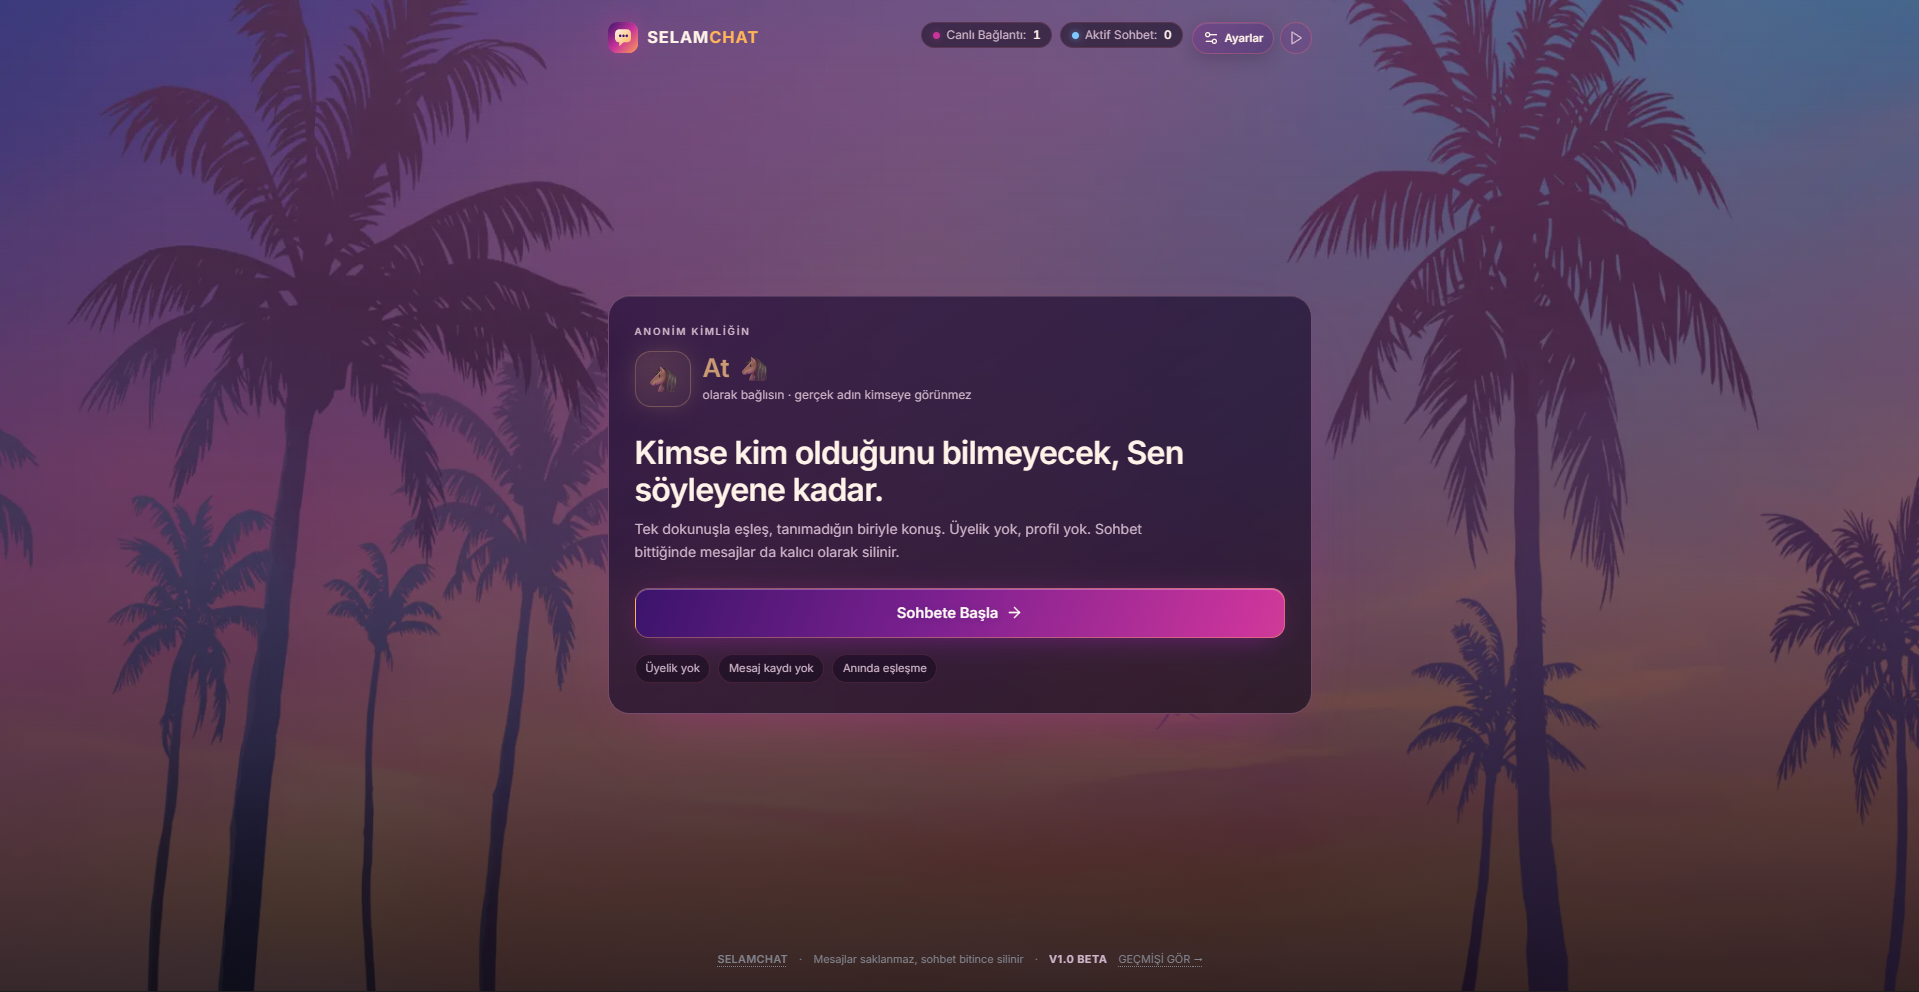 SELAMCHAT
Canlı Bağlantı: 1
Aktif Sohbet: 0
Ayarlar
ANONİM KİMLİĞİN
At
olarak bağlısın · gerçek adın kimseye görünmez
Kimse kim olduğunu bilmeyecek, Sen
söyleyene kadar.
Tek dokunuşla eşleş, tanımadığın biriyle konuş. Üyelik yok, profil yok. Sohbet
bittiğinde mesajlar da kalıcı olarak silinir.
Sohbete Başla →
Üyelik yok
Mesaj kaydı yok
Anında eşleşme
SELAMCHAT · Mesajlar saklanmaz, sohbet bitince silinir · V1.0 BETA GEÇMİŞİ GÖR →